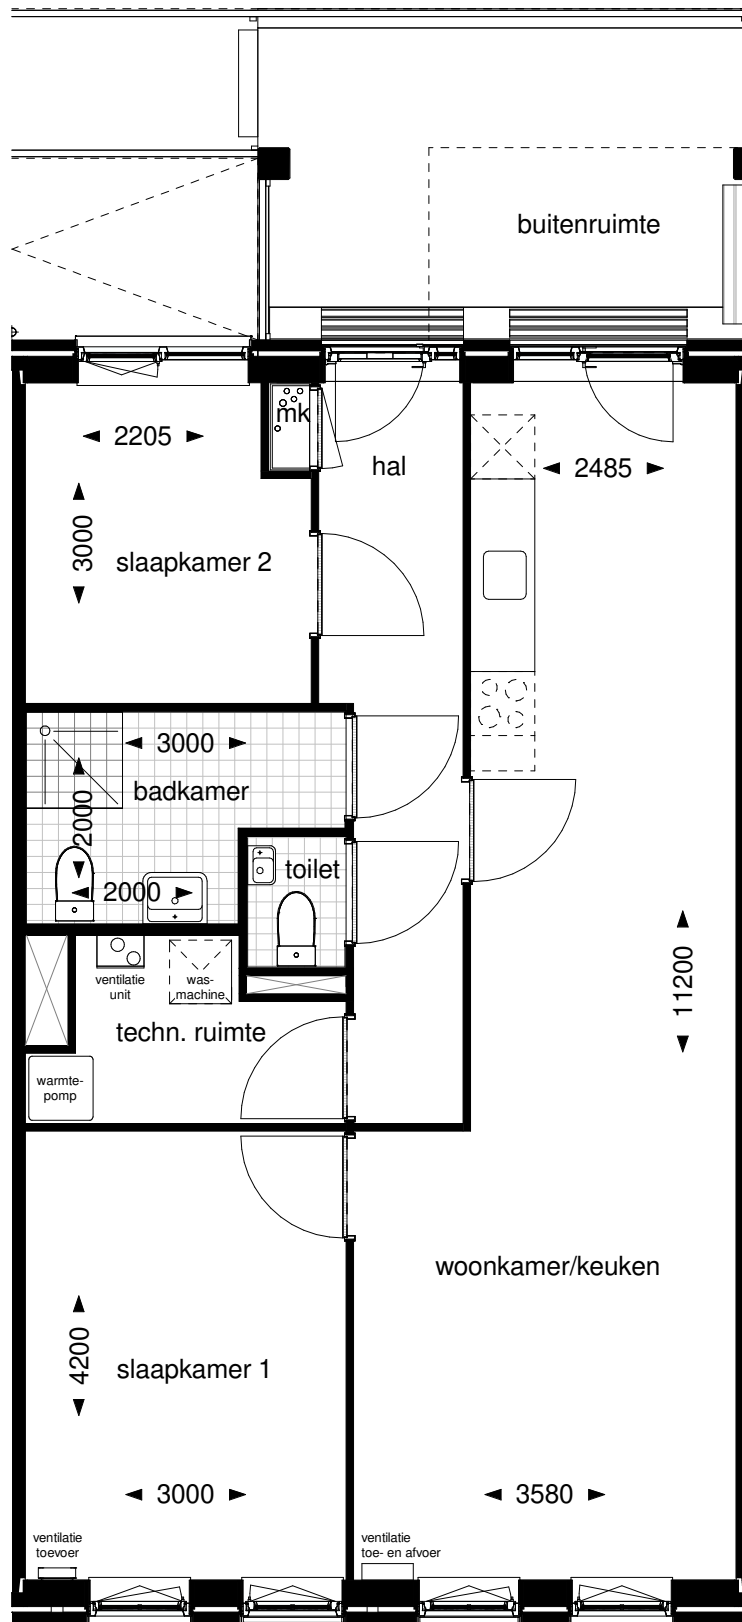 buitenruimte
mk
2205
hal
2485
3000
slaapkamer 2
3000
badkamer
2000
toilet
2000
ventilatie
unit
was-
machine
11200
techn. ruimte
warmte-
pomp
woonkamer/keuken
4200
slaapkamer 1
3000
3580
ventilatie
toevoer
ventilatie
toe- en afvoer